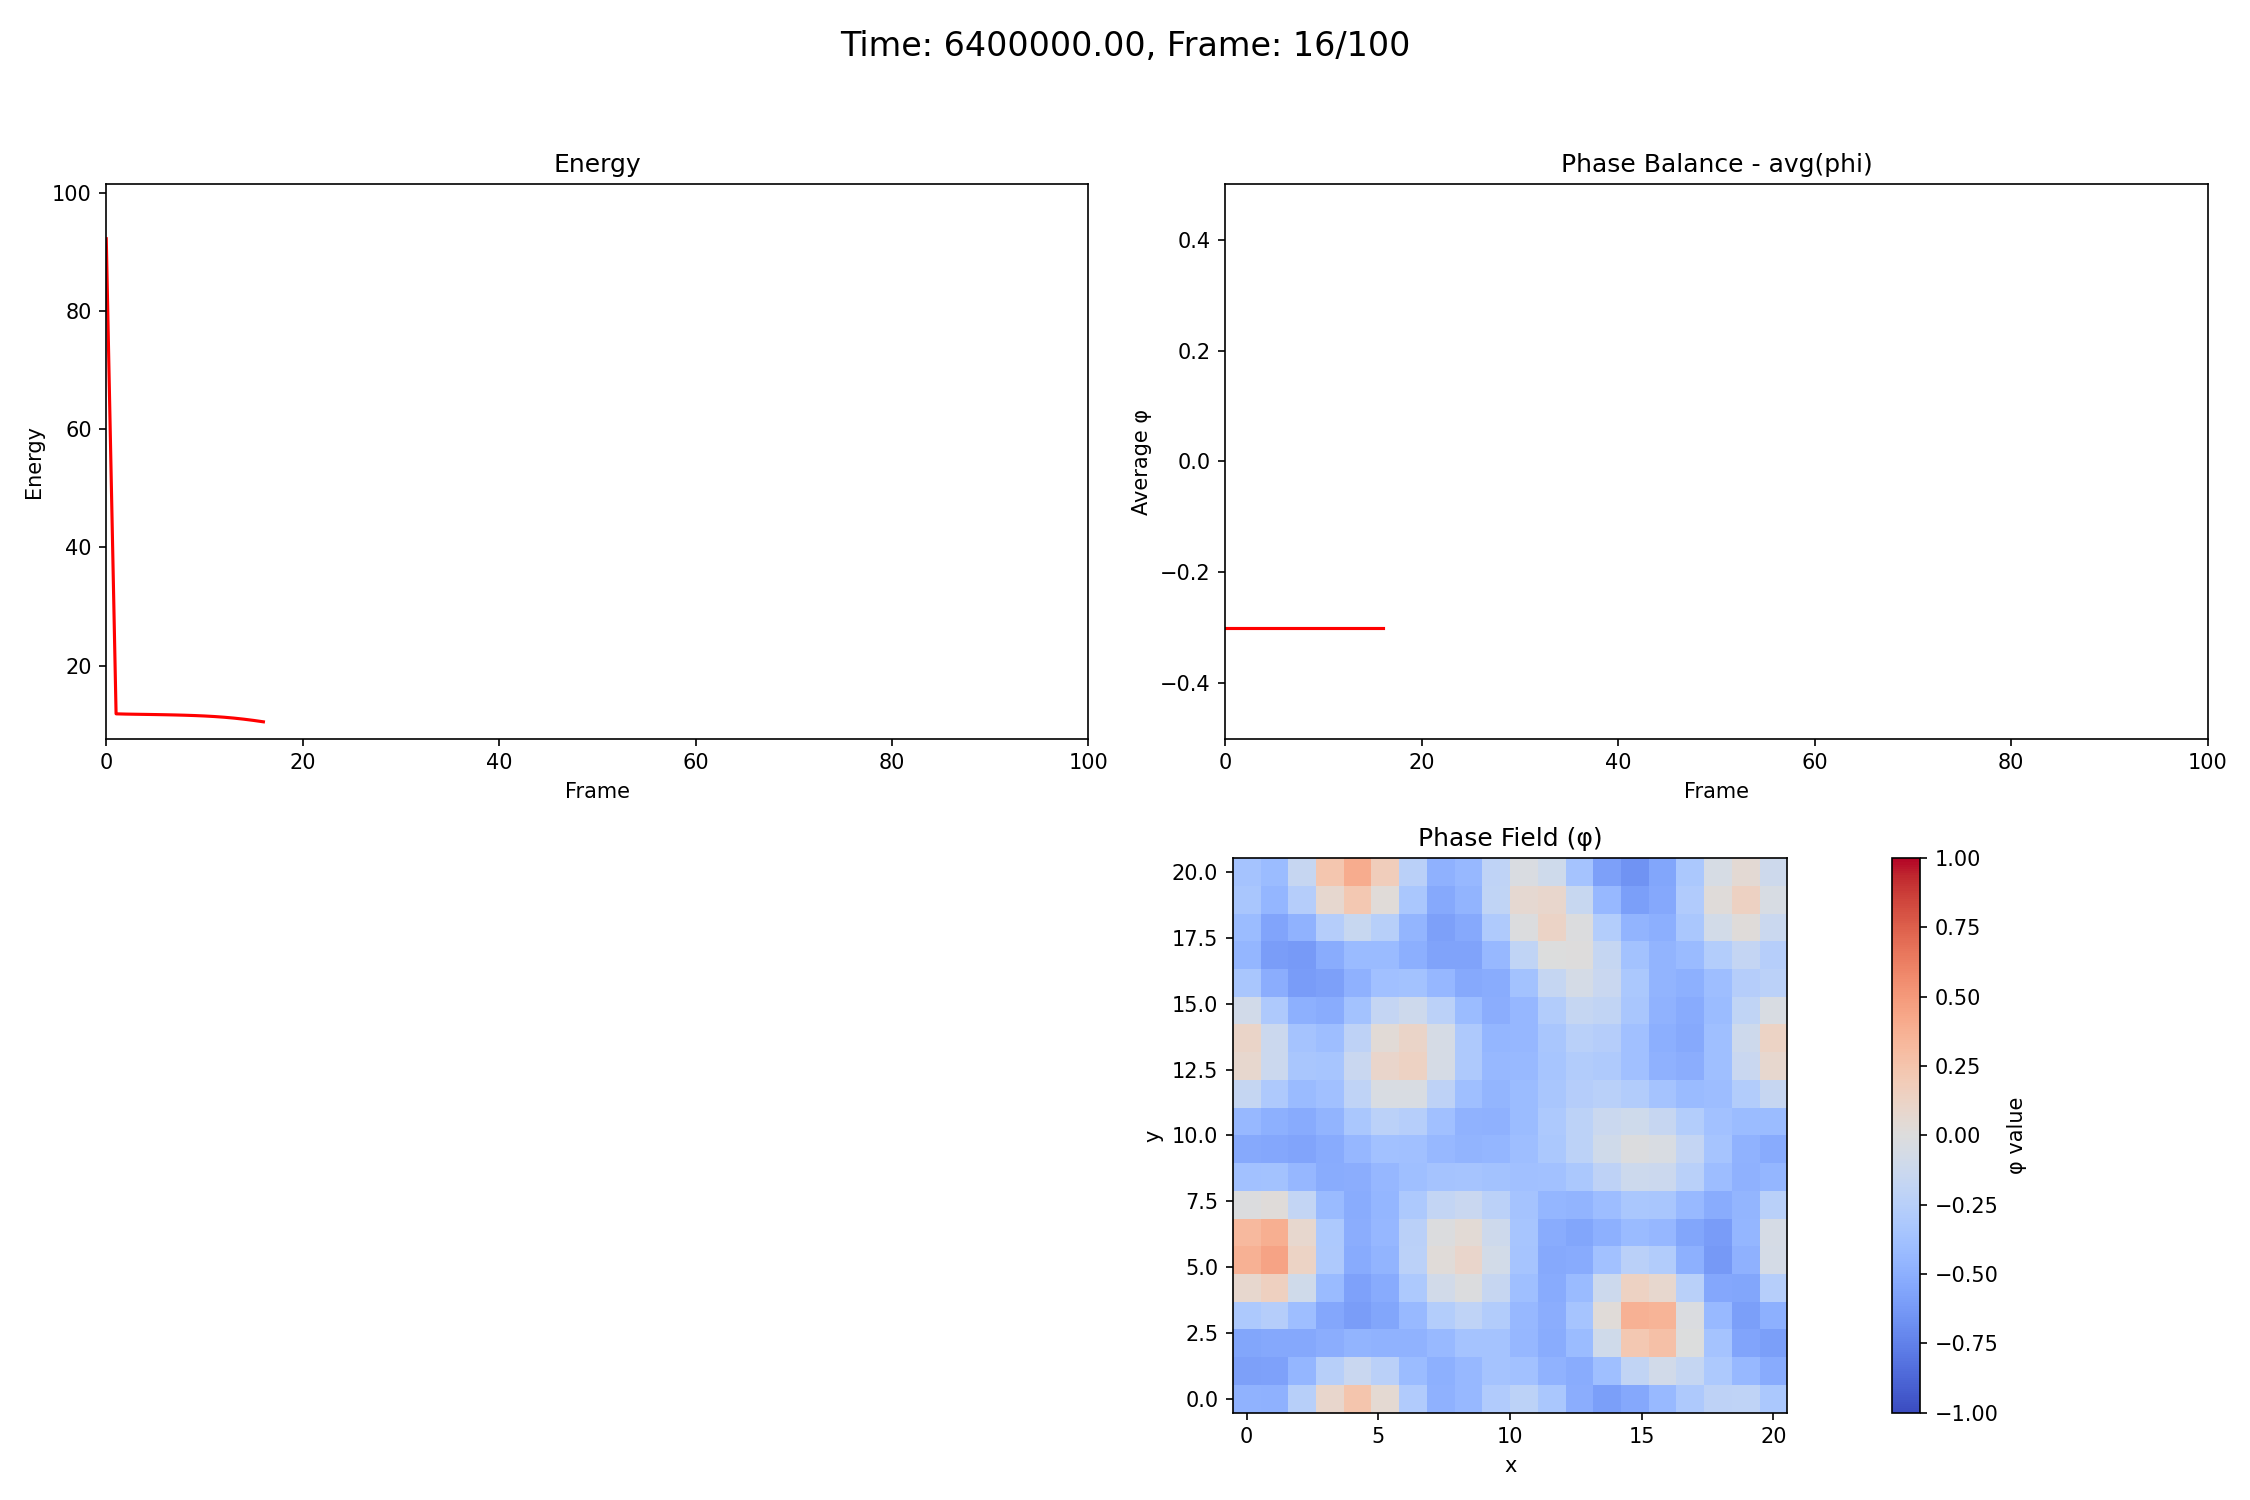 Time: 6400000.00, Frame: 16/100
Energy
100
80
60
40
20
Energy
0 20 40 60 80 100
Frame
Phase Balance - avg(phi)
0.4
0.2
0.0
−0.2
−0.4
Average φ
0 20 40 60 80 100
Frame
Phase Field (φ)
20.0
17.5
15.0
12.5
10.0
7.5
5.0
2.5
0.0
y
0 5 10 15 20
x
1.00
0.75
0.50
0.25
0.00
−0.25
−0.50
−0.75
−1.00
φ value